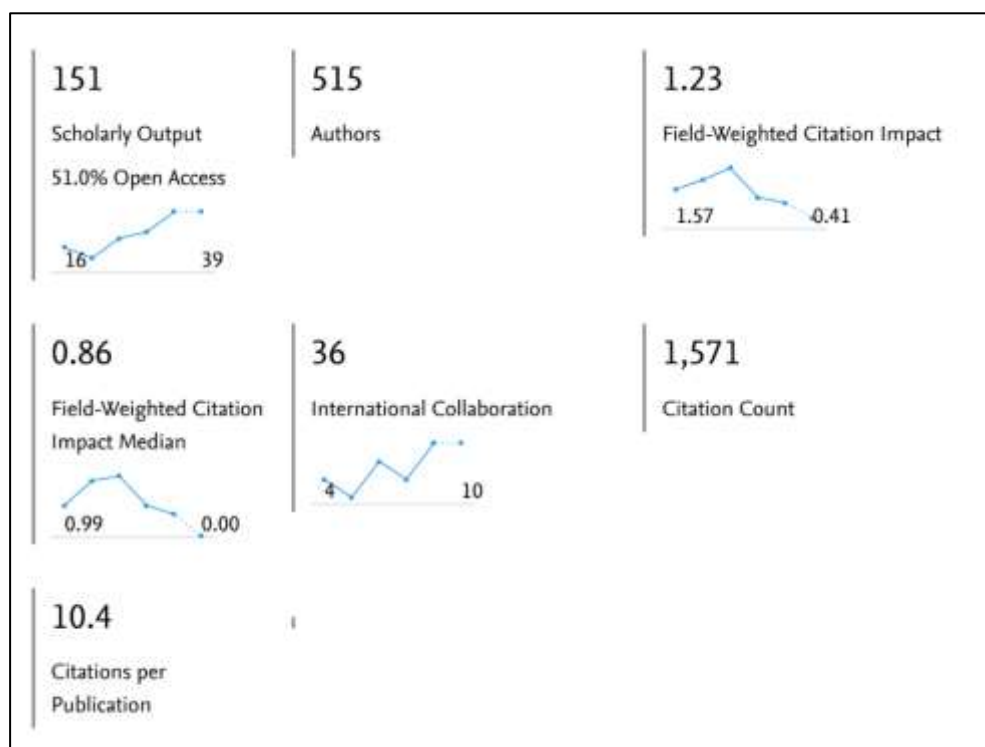 151
Scholarly Output
51.0% Open Access
16
39
515
Authors
1.23
Field-Weighted Citation Impact
1.57
0.41
0.86
Field-Weighted Citation
Impact Median
0.99
0.00
36
International Collaboration
4
10
1,571
Citation Count
10.4
Citations per
Publication